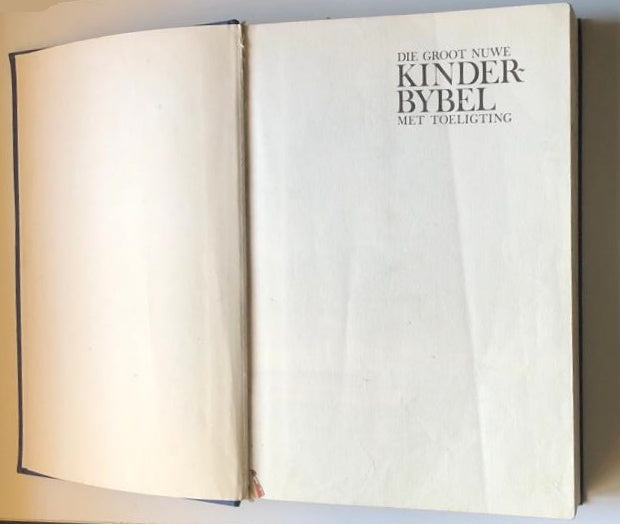 DIE GROOT NUWE
KINDER-
BYBEL
MET TOELIGTING